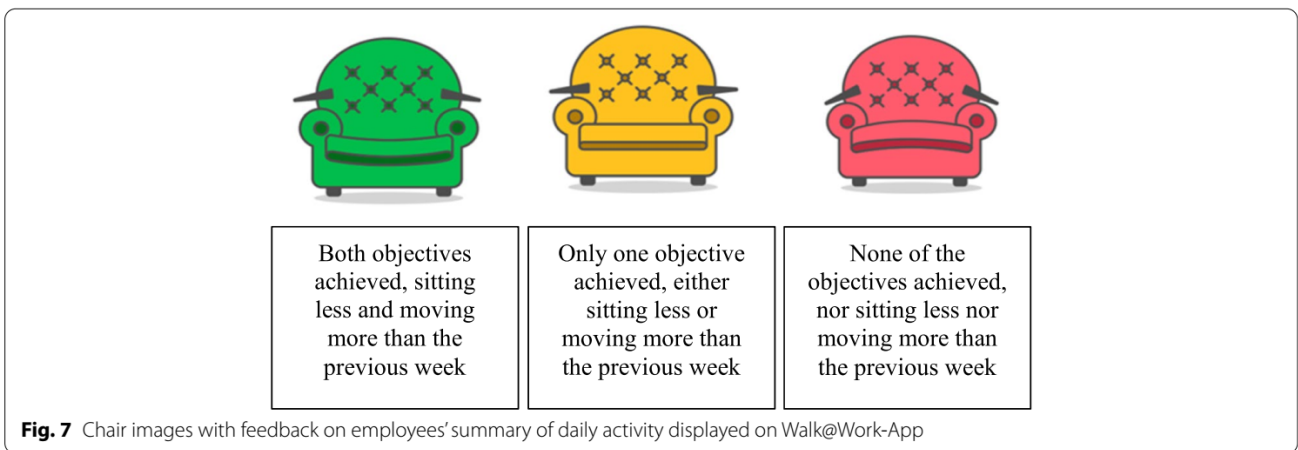 Both objectives
achieved, sitting
less and moving
more than the
previous week
Only one objective
achieved, either
sitting less or
moving more than
the previous week
None of the
objectives achieved,
nor sitting less nor
moving more than
the previous week
Fig. 7 Chair images with feedback on employees’ summary of daily activity displayed on Walk@Work-App